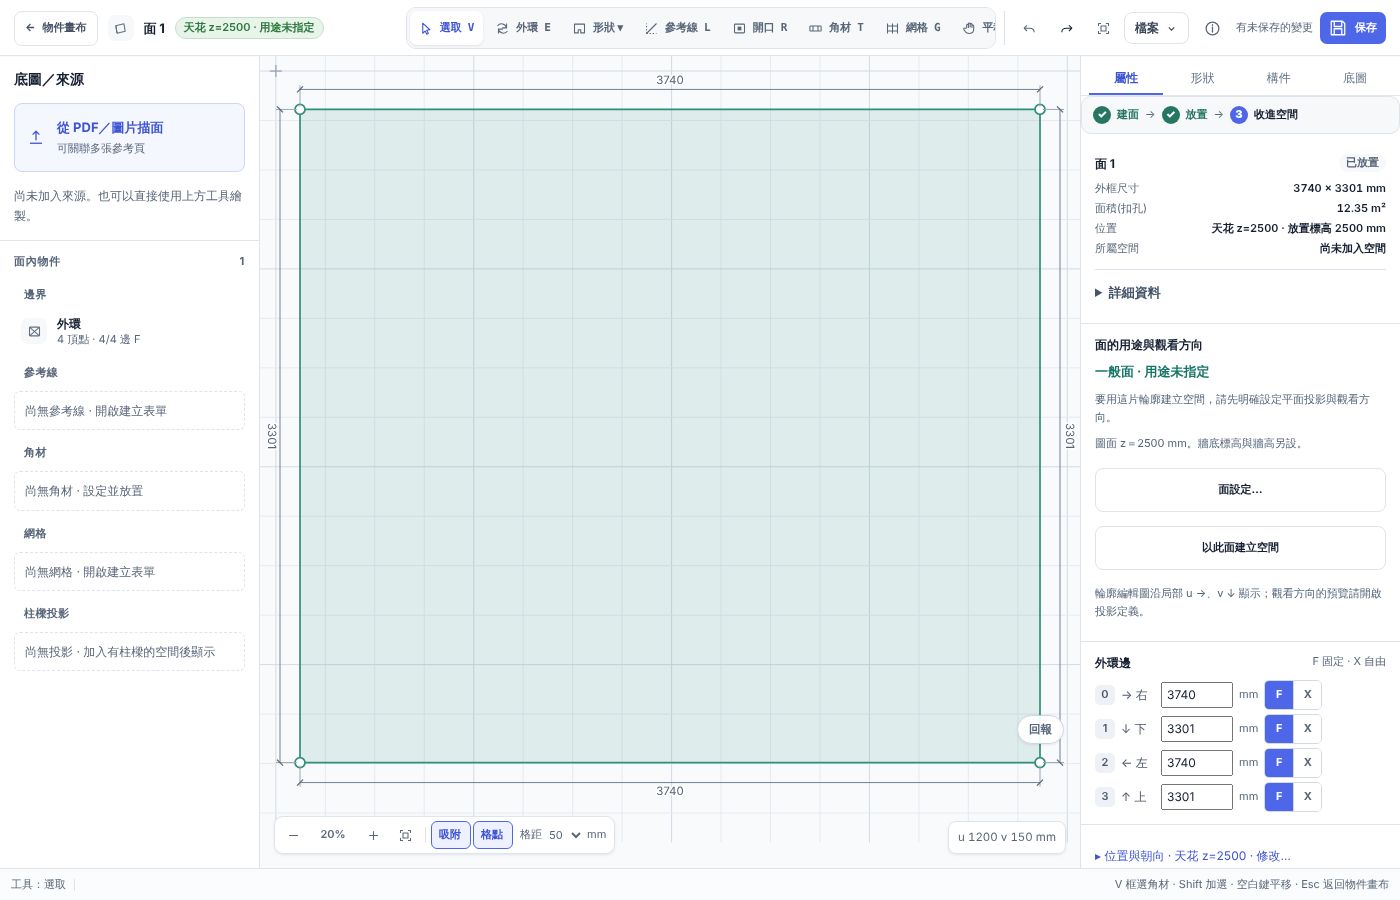 物件畫布
面 1
天花 z=2500 · 用途未指定
選取 V
外環 E
形狀▾
參考線 L
開口 R
角材 T
網格 G
檔案
有未保存的變更
保存
底圖／來源
從 PDF／圖片描面
可關聯多張參考頁
尚未加入來源。也可以直接使用上方工具繪
製。
面內物件 1
邊界
外環
4 頂點 · 4/4 邊 F
參考線
尚無參考線 · 開啟建立表單
角材
尚無角材 · 設定並放置
網格
尚無網格 · 開啟建立表單
柱樑投影
尚無投影 · 加入有柱樑的空間後顯示
3740
3301
3301
3740
回報
20%
吸附
格點
格距 50 mm
u 1200 v 150 mm
屬性
形狀
構件
底圖
建面 → 放置 → 3 收進空間
面 1 已放置
外框尺寸 3740 × 3301 mm
面積(扣孔) 12.35 m²
位置 天花 z=2500 · 放置標高 2500 mm
所屬空間 尚未加入空間
▶ 詳細資料
面的用途與觀看方向
一般面 · 用途未指定
要用這片輪廓建立空間，請先明確設定平面投影與觀看方
向。
圖面 z = 2500 mm。牆底標高與牆高另設。
面設定...
以此面建立空間
輪廓編輯圖沿局部 u →、v ↓ 顯示；觀看方向的預覽請開啟
投影定義。
外環邊 F 固定 · X 自由
0 → 右 3740 mm F X
1 ↓ 下 3301 mm F X
2 ← 左 3740 mm F X
3 ↑ 上 3301 mm F X
▸ 位置與朝向 · 天花 z=2500 · 修改...
工具：選取
V 框選角材 · Shift 加選 · 空白鍵平移 · Esc 返回物件畫布